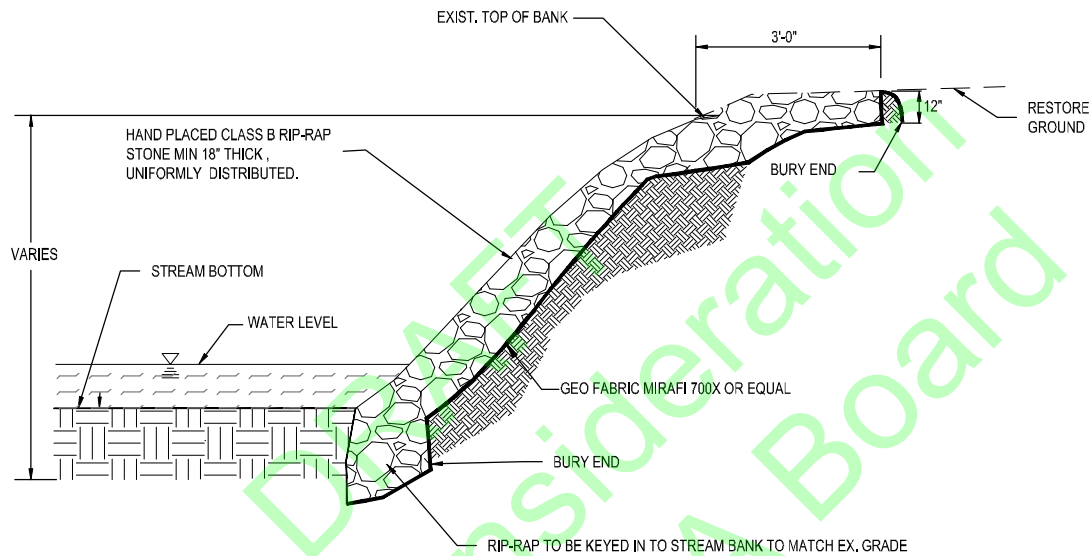 EXIST. TOP OF BANK
3'-0"
12"
RESTORE
GROUND
HAND PLACED CLASS B RIP-RAP
STONE MIN 18" THICK ,
UNIFORMLY DISTRIBUTED.
BURY END
VARIES
STREAM BOTTOM
WATER LEVEL
GEO FABRIC MIRAFI 700X OR EQUAL
BURY END
RIP-RAP TO BE KEYED IN TO STREAM BANK TO MATCH EX. GRADE
DRAFT
nsideration
A Board